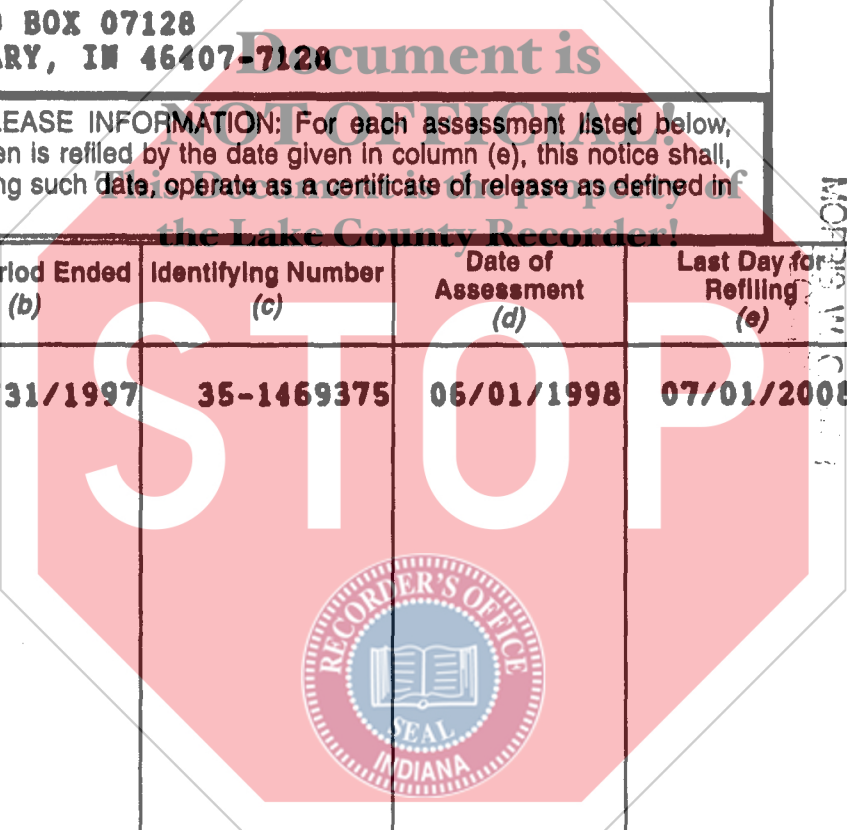 BOX 07128
ARY, IN 46407-7128
Document is
NOT OFFICIAL!
This Document is the property of
the Lake County Recorder!
EASE INFORMATION: For each assessment listed below,
en is refiled by the date given in column (e), this notice shall,
ng such date, operate as a certificate of release as defined in
riod Ended
(b)
Identifying Number
(c)
Date of
Assessment
(d)
Last Day for
Refiling
(e)
31/1997 35-1469375 06/01/1998 07/01/2008
STOP
RECORDER'S OFFICE
SEAL
INDIANA